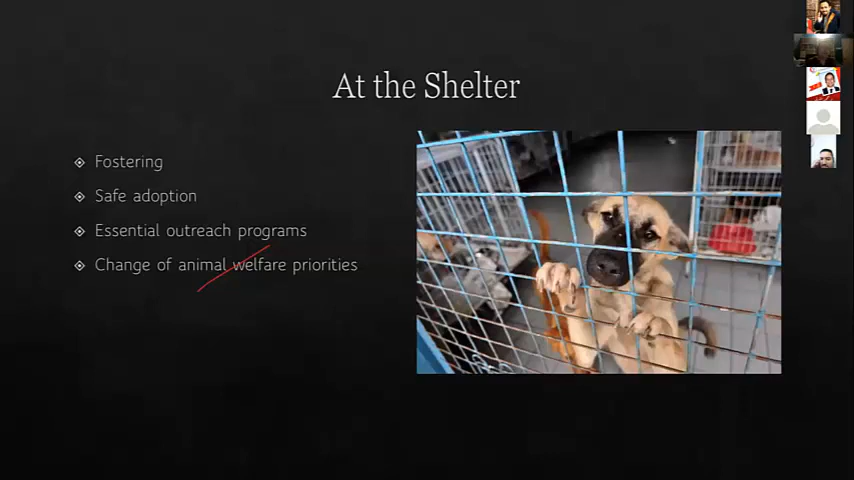 At the Shelter
Fostering
Safe adoption
Essential outreach programs
Change of animal welfare priorities